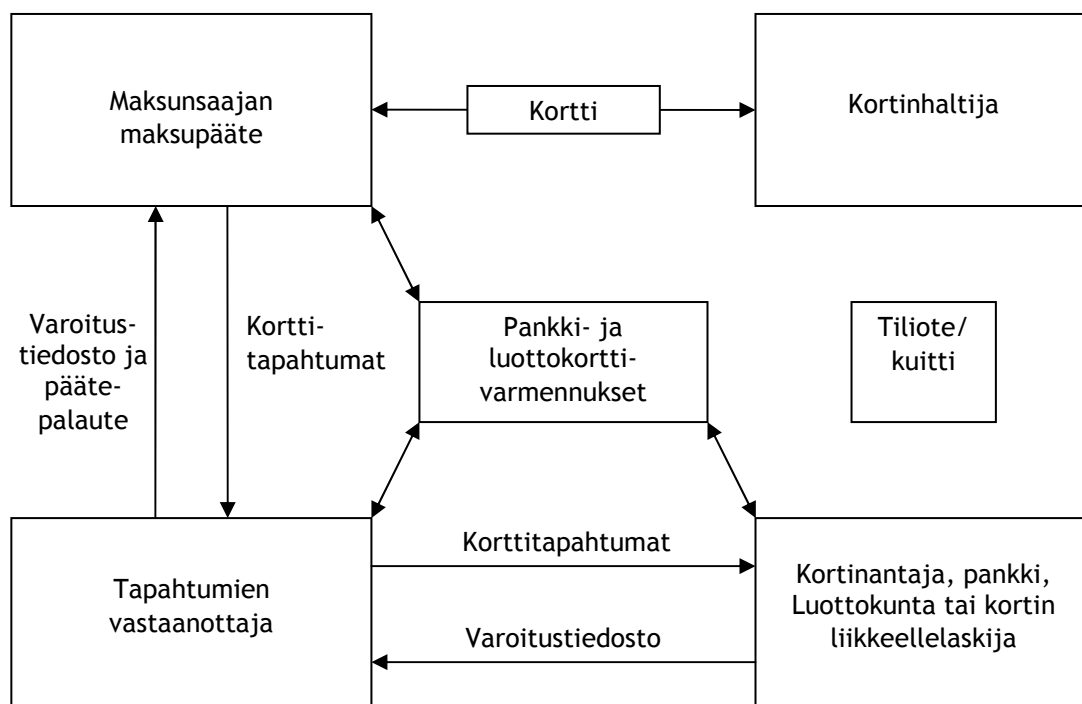 Maksunsaajan
maksupääte
Kortti
Kortinhaltija
Varoitus-
tiedosto ja
pääte-
palaute
Kortti-
tapahtumat
Pankki- ja
luottokortti-
varmennukset
Tiliote/
kuitti
Tapahtumien
vastaanottaja
Korttitapahtumat
Varoitustiedosto
Kortinantaja, pankki,
Luottokunta tai kortin
liikkeellelaskija